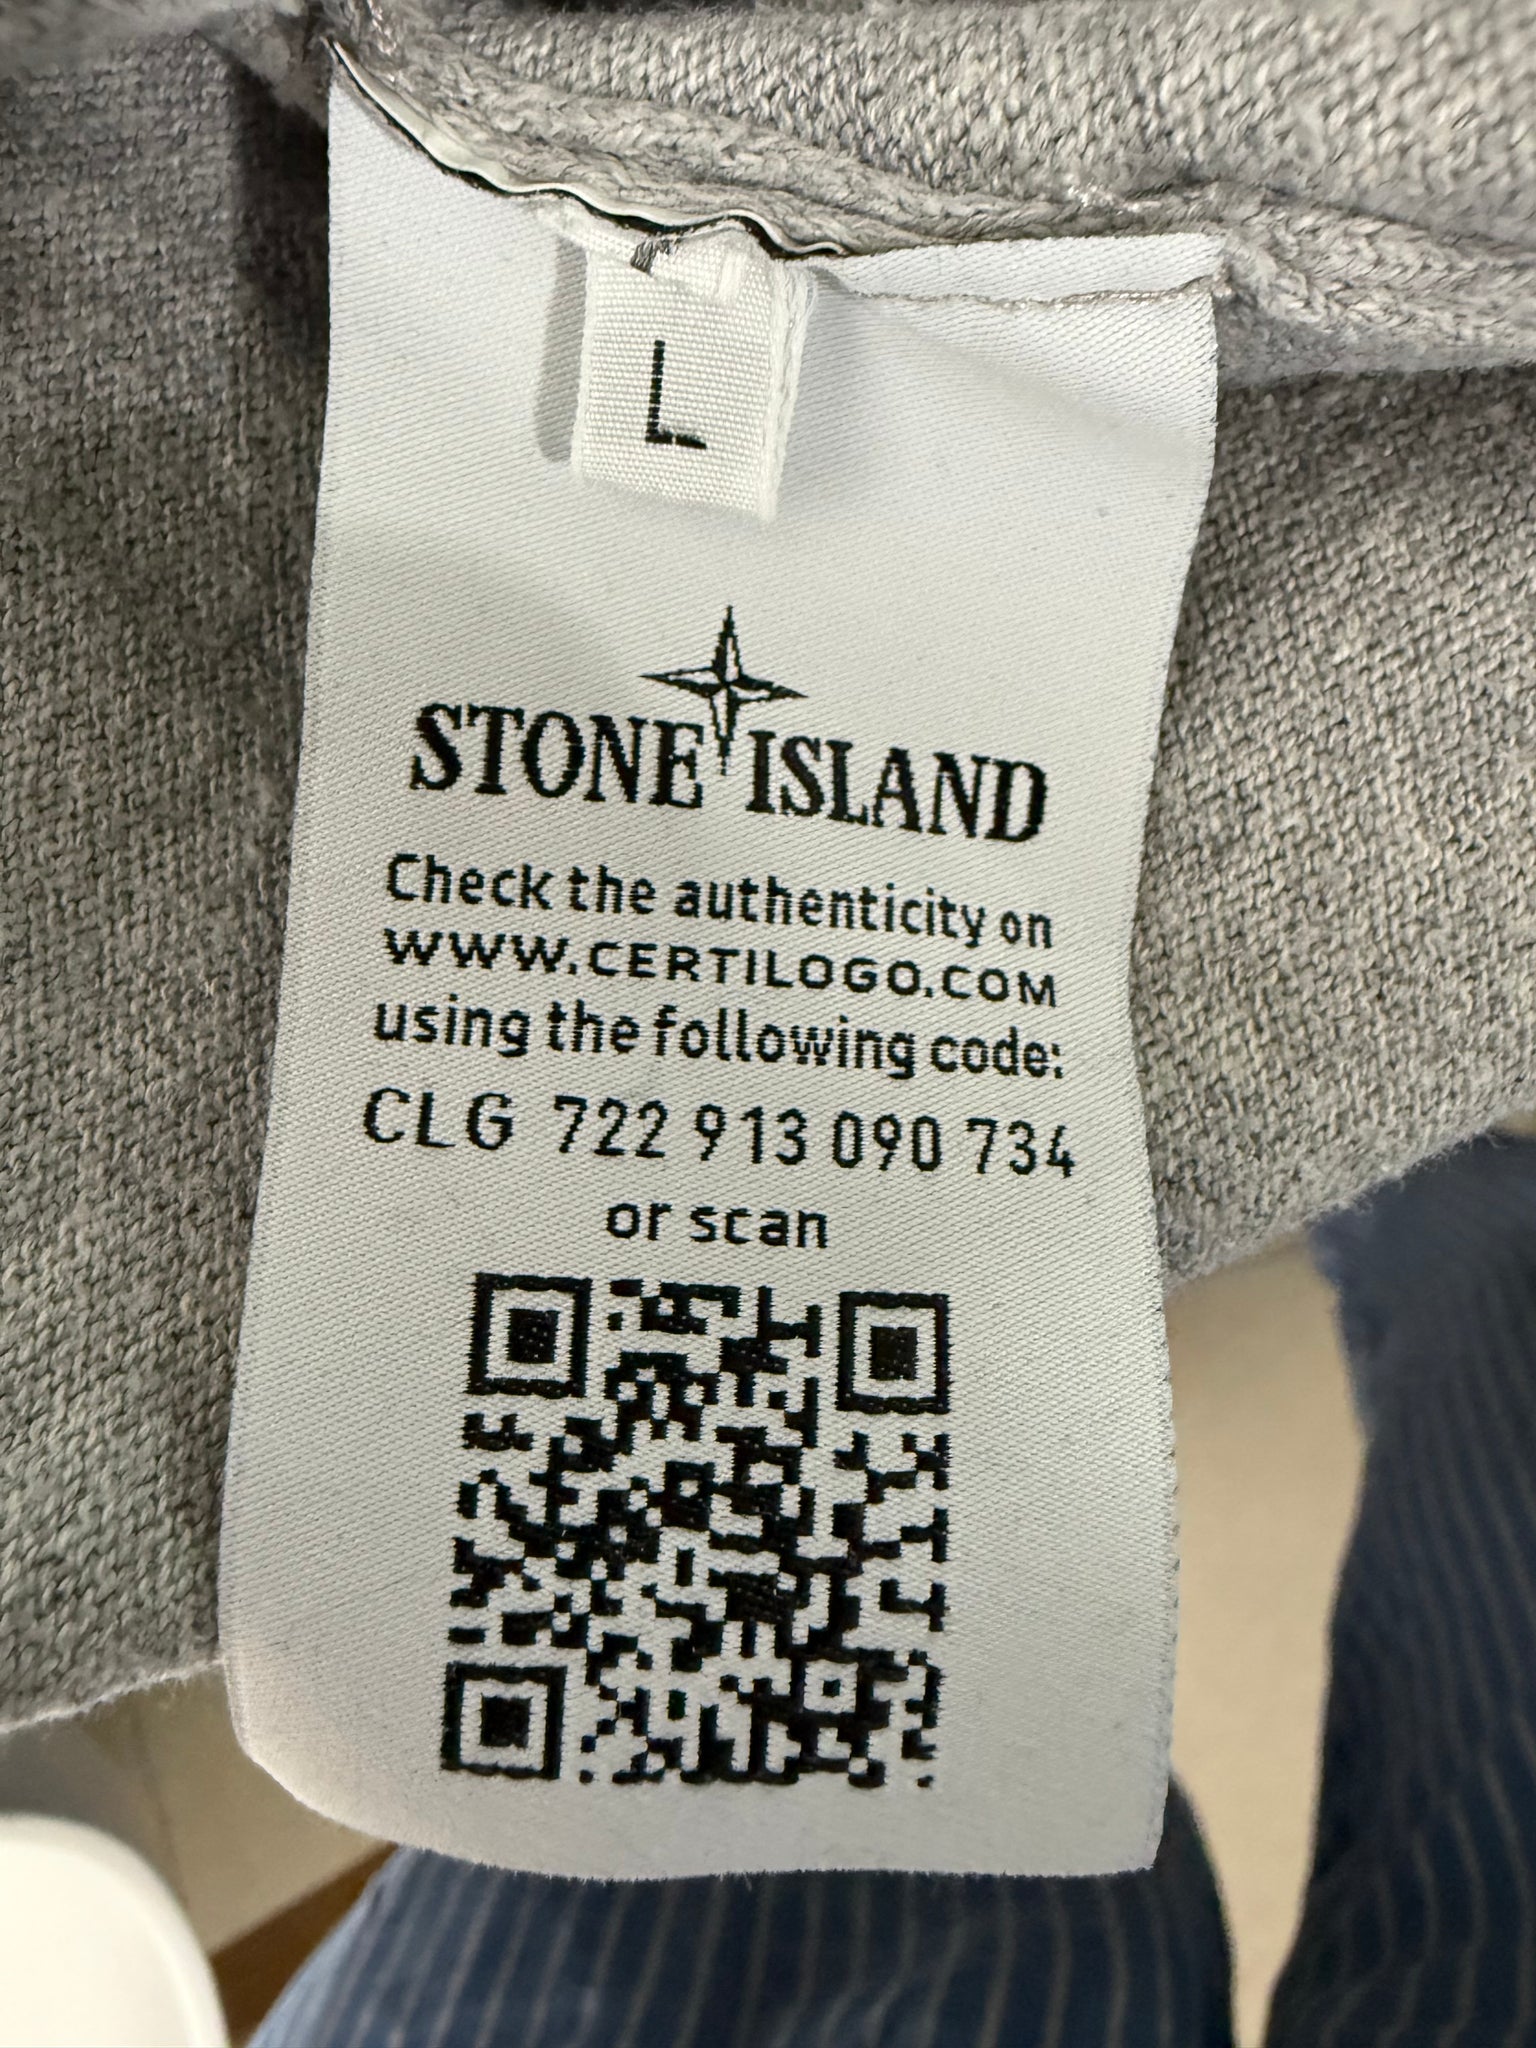 L
STONE ISLAND
Check the authenticity on
WWW.CERTILOGO.COM
using the following code:
CLG 722 913 090 734
or scan